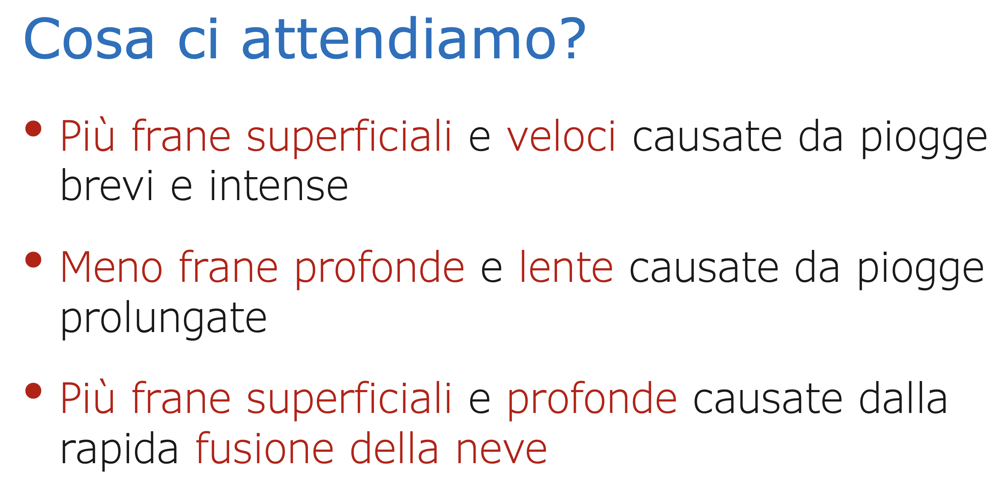 Cosa ci attendiamo?
• Più frane superficiali e veloci causate da piogge
brevi e intense
• Meno frane profonde e lente causate da piogge
prolungate
• Più frane superficiali e profonde causate dalla
rapida fusione della neve